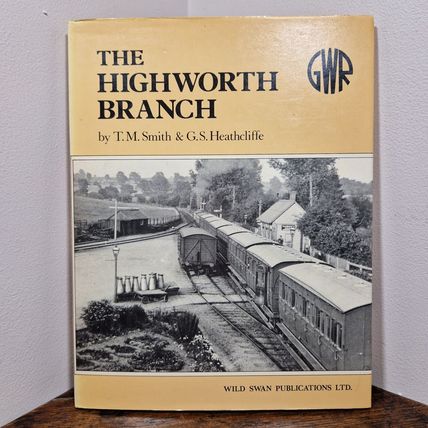 THE
HIGHWORTH
BRANCH
GWR
by T. M. Smith & G. S. Heathcliffe
WILD SWAN PUBLICATIONS LTD.